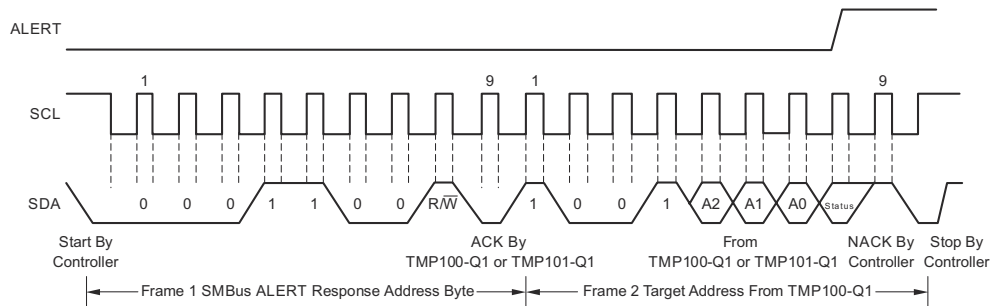 ALERT
1 9 1 9
SCL
SDA 0 0 0 1 1 0 0 R/W 1 0 0 1 A2 A1 A0 Status
Start By ACK By From NACK By Stop By
Controller TMP100-Q1 or TMP101-Q1 TMP100-Q1 or TMP101-Q1 Controller Controller
Frame 1 SMBus ALERT Response Address Byte Frame 2 Target Address From TMP100-Q1